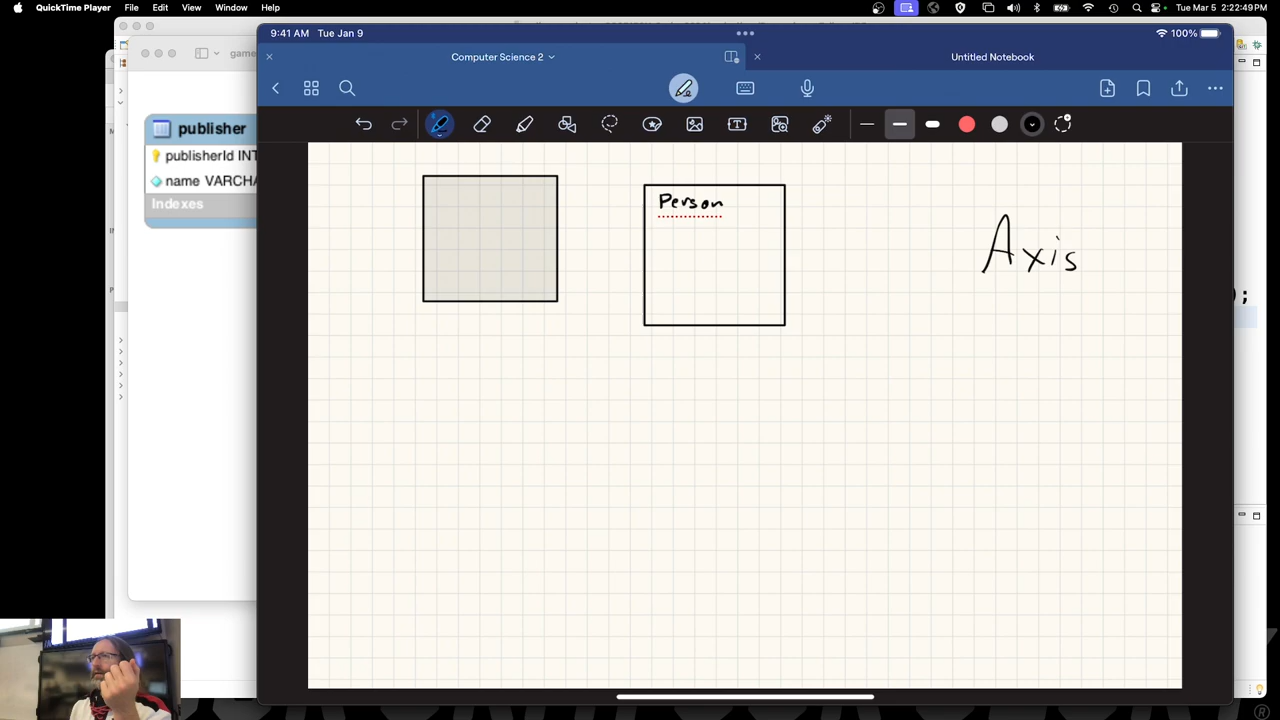 QuickTime Player File Edit View Window Help Tue Mar 5 2:22:49 PM
game
publisher
publisherId INT
name VARCHA
Indexes
9:41 AM Tue Jan 9 100%
Computer Science 2
Untitled Notebook
Person
Axis
);